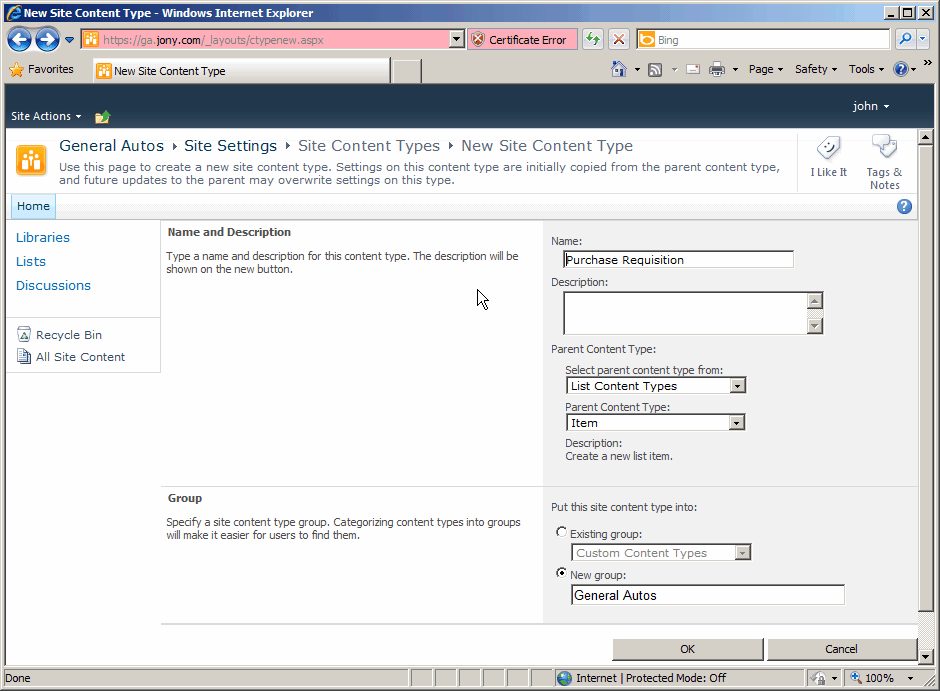 New Site Content Type - Windows Internet Explorer
https://ga.jony.com/_layouts/ctypenew.aspx
Certificate Error
Bing
Favorites
New Site Content Type
Page
Safety
Tools
Site Actions
john
General Autos
Site Settings
Site Content Types
New Site Content Type
Use this page to create a new site content type. Settings on this content type are initially copied from the parent content type,
and future updates to the parent may overwrite settings on this type.
I Like It
Tags &
Notes
Home
Libraries
Lists
Discussions
Recycle Bin
All Site Content
Name and Description
Type a name and description for this content type. The description will be
shown on the new button.
Name:
Purchase Requisition
Description:
Parent Content Type:
Select parent content type from:
List Content Types
Parent Content Type:
Item
Description:
Create a new list item.
Group
Specify a site content type group. Categorizing content types into groups
will make it easier for users to find them.
Put this site content type into:
Existing group:
Custom Content Types
New group:
General Autos
OK
Cancel
Done
Internet | Protected Mode: Off
100%